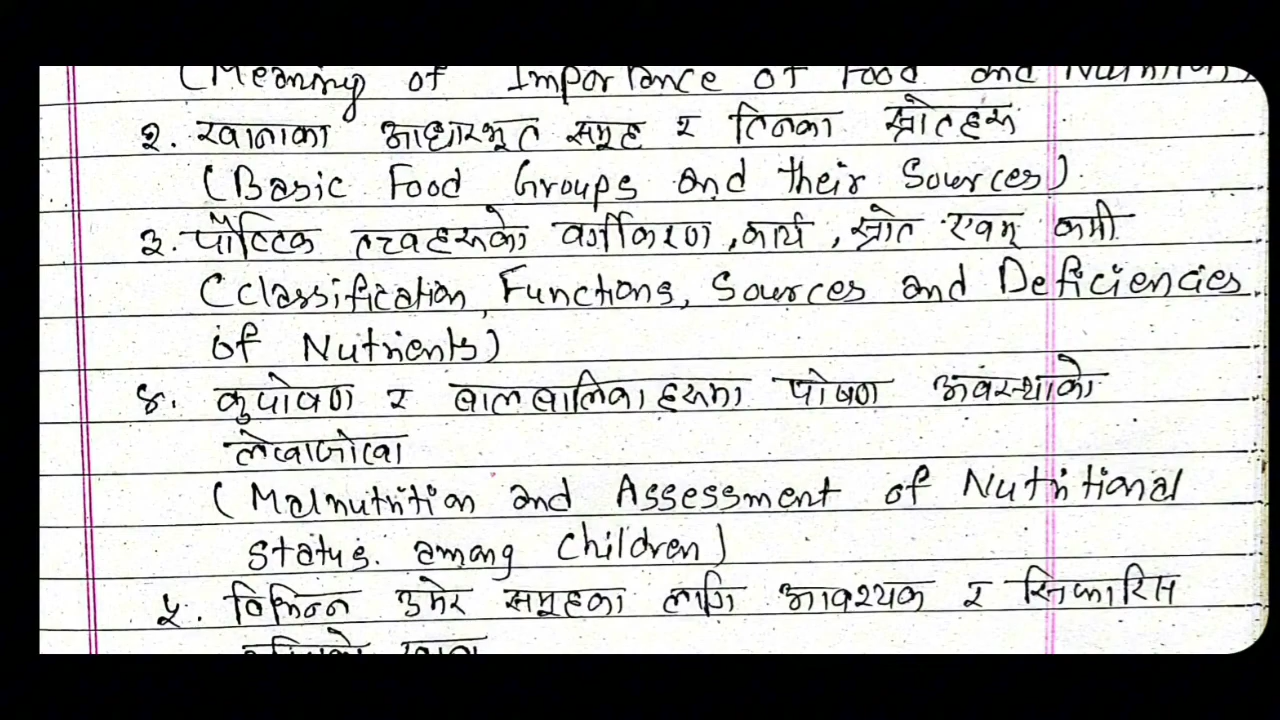 (Meaning of Importance of Food and Nutrition)
२. खानाका आधारभूत समूह र तिनका स्रोतहरू
(Basic Food Groups and their Sources)
३. पौष्टिक तत्वहरूको वर्गीकरण, कार्य, स्रोत एवम् कमी
(Classification, Functions, Sources and Deficiencies
of Nutrients)
४. कुपोषण र बालबालिकाहरूमा पोषण अवस्थाको
लेखाजोखा
(Malnutrition and Assessment of Nutritional
status. among children)
५. विभिन्न उमेर समूहका लागि आवश्यक र सिफारिस